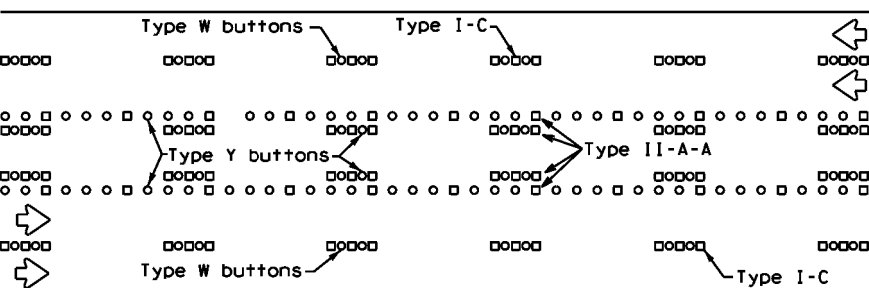 Type W buttons
Type I-C
Type Y buttons
Type II-A-A
Type W buttons
Type I-C